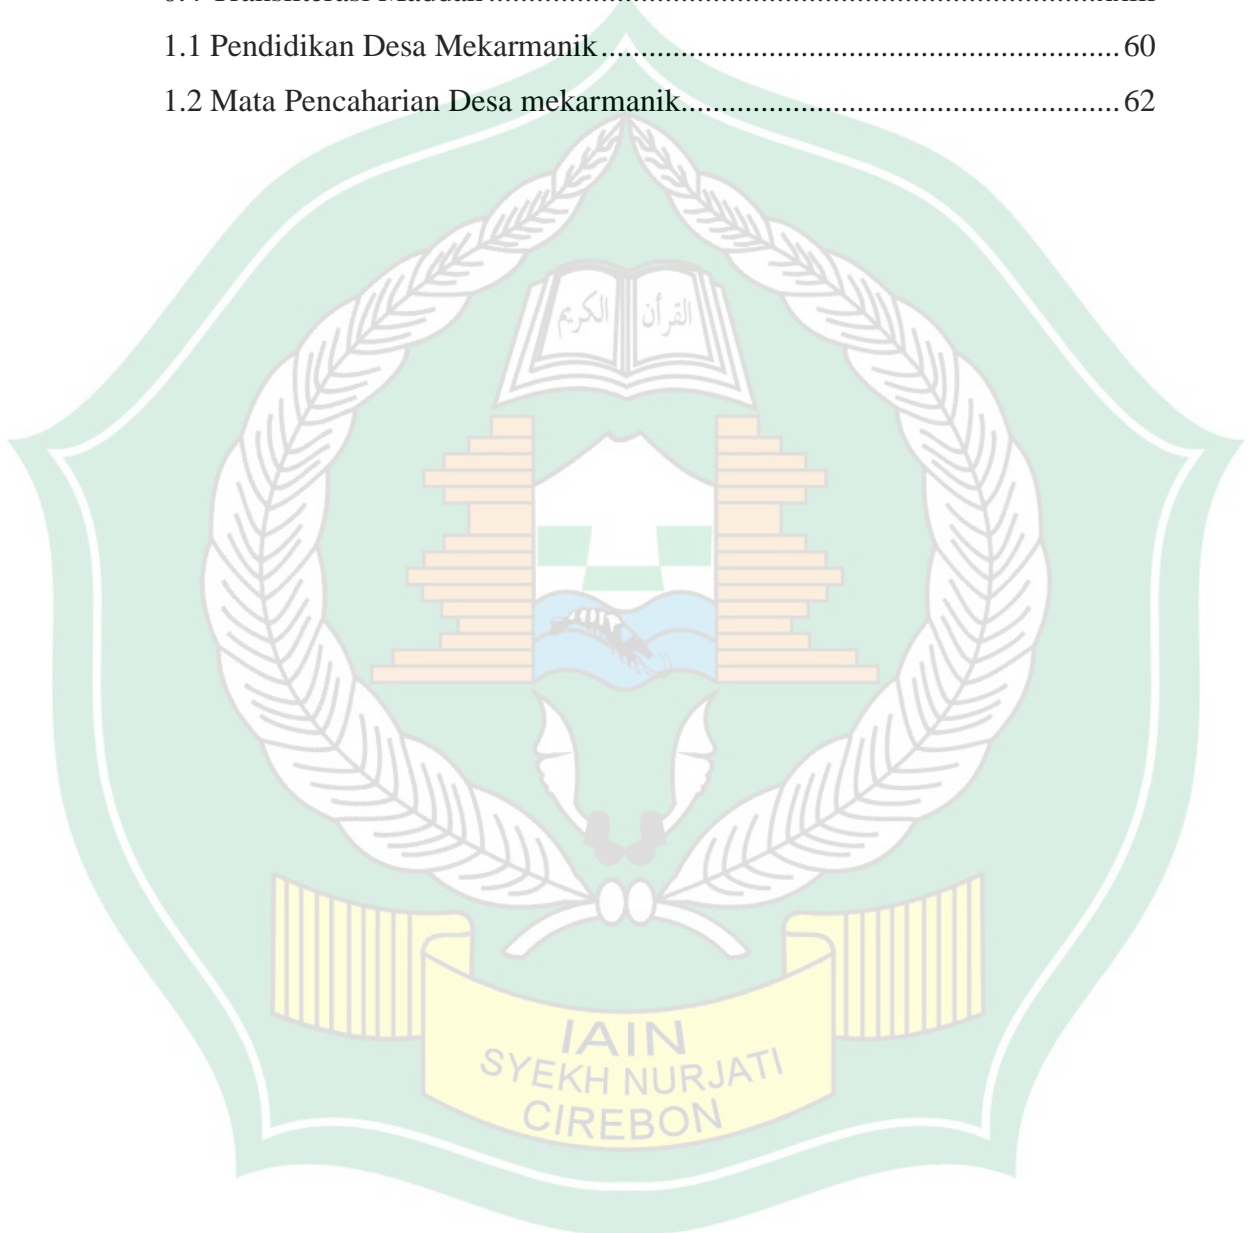 1.1 Pendidikan Desa Mekarmanik................................................................. 60
1.2 Mata Pencaharian Desa mekarmanik....................................................... 62
القرآن الكريم
IAIN
SYEKH NURJATI
CIREBON